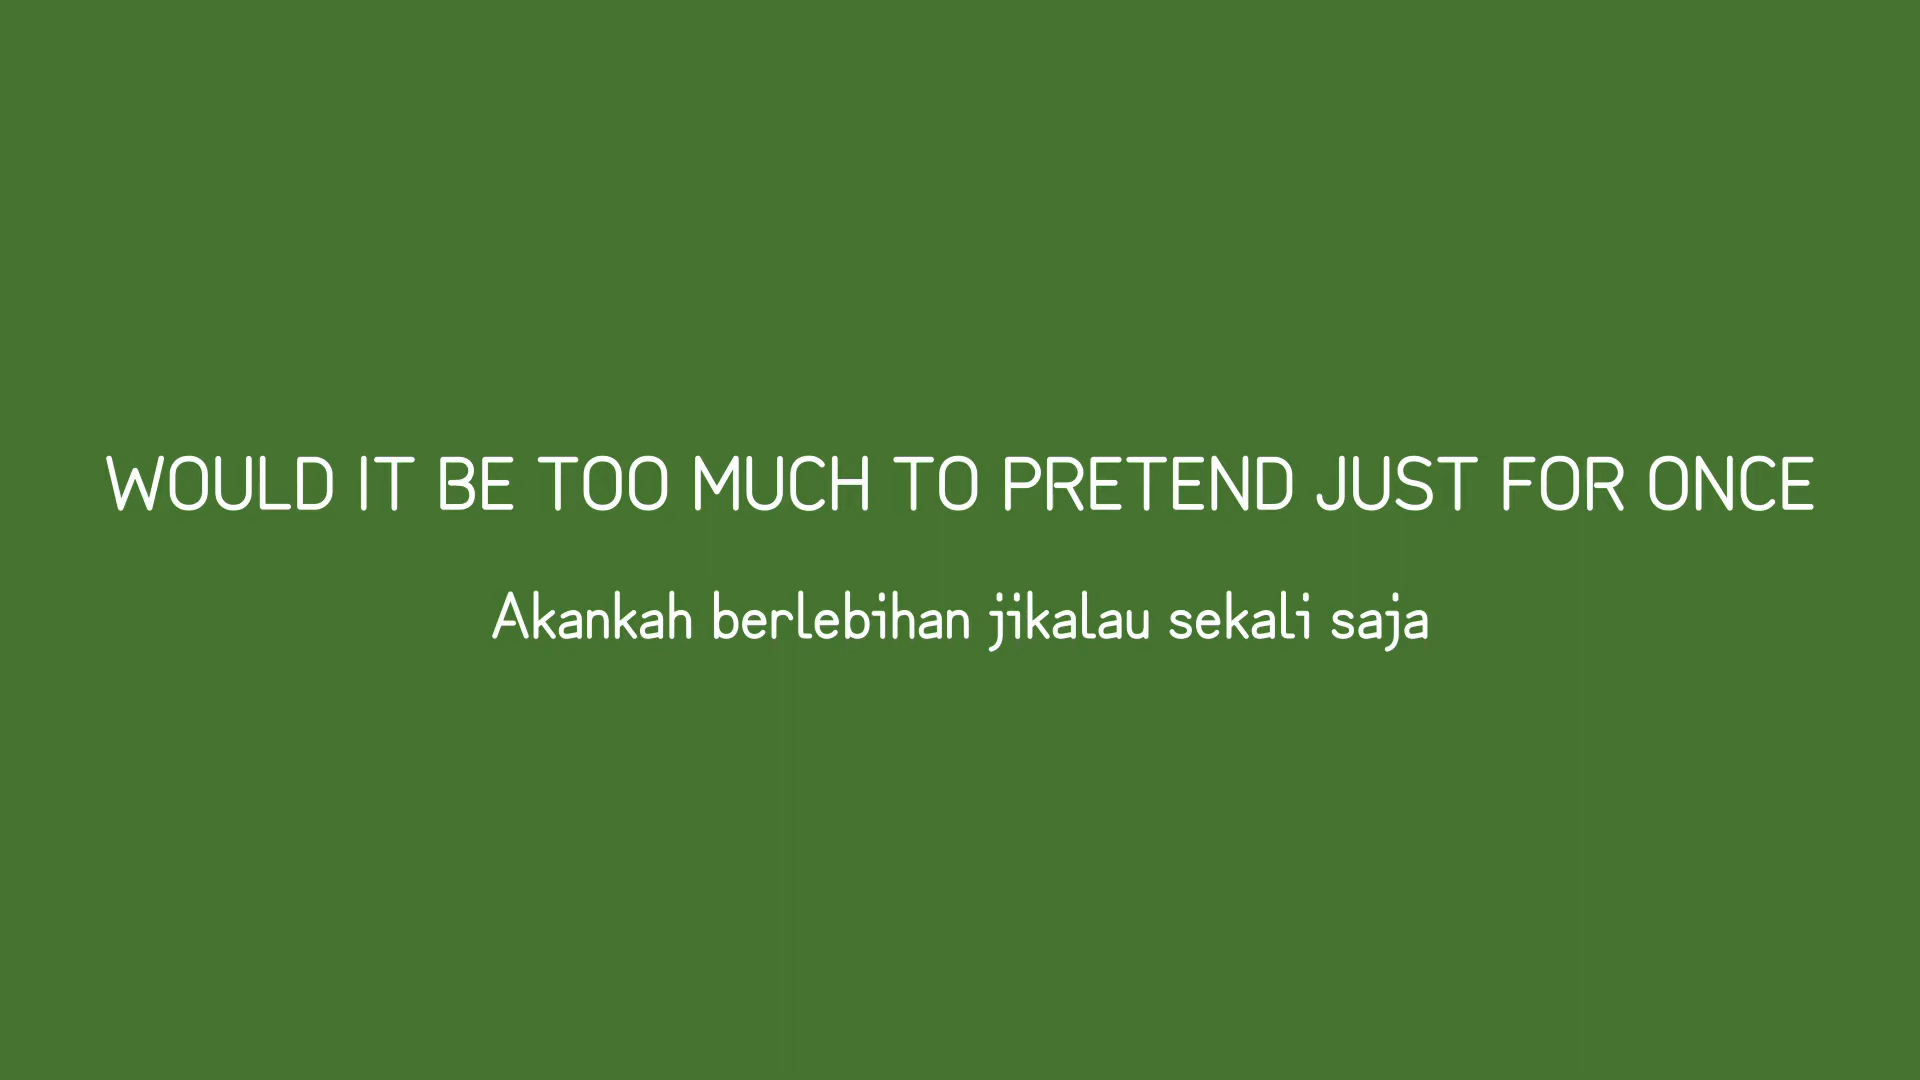 WOULD IT BE TOO MUCH TO PRETEND JUST FOR ONCE
Akankah berlebihan jikalau sekali saja